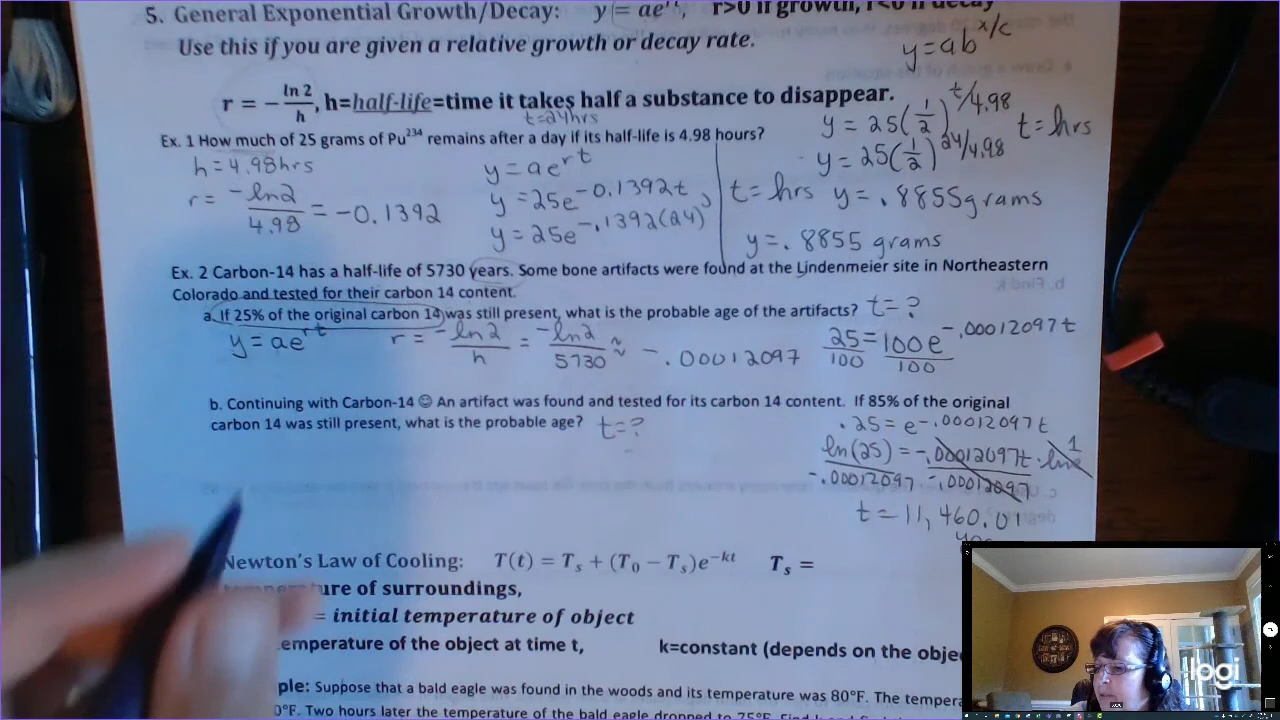 5. General Exponential Growth/Decay: y = ae r>0 if growth, if decay
Use this if you are given a relative growth or decay rate.
y = ab^x/c
r = − ln 2 / h, h=half-life=time it takes half a substance to disappear.
t=24hrs
Ex. 1 How much of 25 grams of Pu234 remains after a day if its half-life is 4.98 hours?
y = 25(1/2)^t/4.98 t = hrs
y = 25(1/2)^24/4.98
h = 4.98hrs
r = -ln2/4.98 = -0.1392
y = ae^rt
y = 25e^-0.1392t, t = hrs
y = 25e^-.1392(24)
y = .8855grams
y = .8855 grams
Ex. 2 Carbon-14 has a half-life of 5730 years. Some bone artifacts were found at the Lindenmeier site in Northeastern
Colorado and tested for their carbon 14 content.
a. If 25% of the original carbon 14 was still present, what is the probable age of the artifacts? t = ?
y = ae^rt r = -ln2/h = -ln2/5730 ≈ -.00012097
25/100 = 100e^-.00012097t/100
b. Continuing with Carbon-14 ☺ An artifact was found and tested for its carbon 14 content. If 85% of the original
carbon 14 was still present, what is the probable age? t = ?
.25 = e^-.00012097t
ln(25)/-.00012097 = -.00012097t · lne/-.00012097
1
t = 11,460.01
Newton's Law of Cooling: T(t) = Ts + (T0 − Ts)e^−kt Ts =
temperature of surroundings,
= initial temperature of object
temperature of the object at time t, k=constant (depends on the
Suppose that a bald eagle was found in the woods and its temperature was 80°F. The
0°F. Two hours later the temperature of the bald eagle dropped to 75°F.
logi